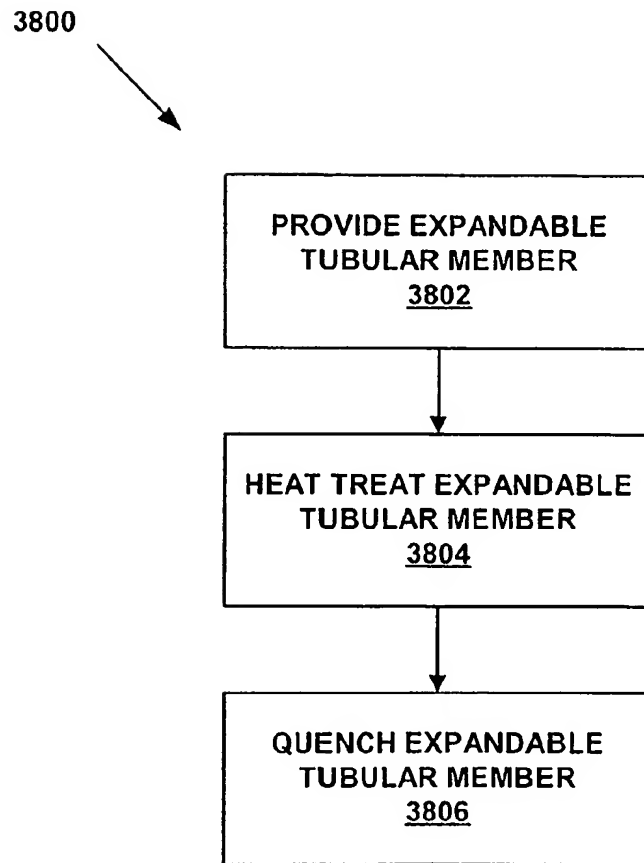 3800
PROVIDE EXPANDABLE
TUBULAR MEMBER
3802
HEAT TREAT EXPANDABLE
TUBULAR MEMBER
3804
QUENCH EXPANDABLE
TUBULAR MEMBER
3806